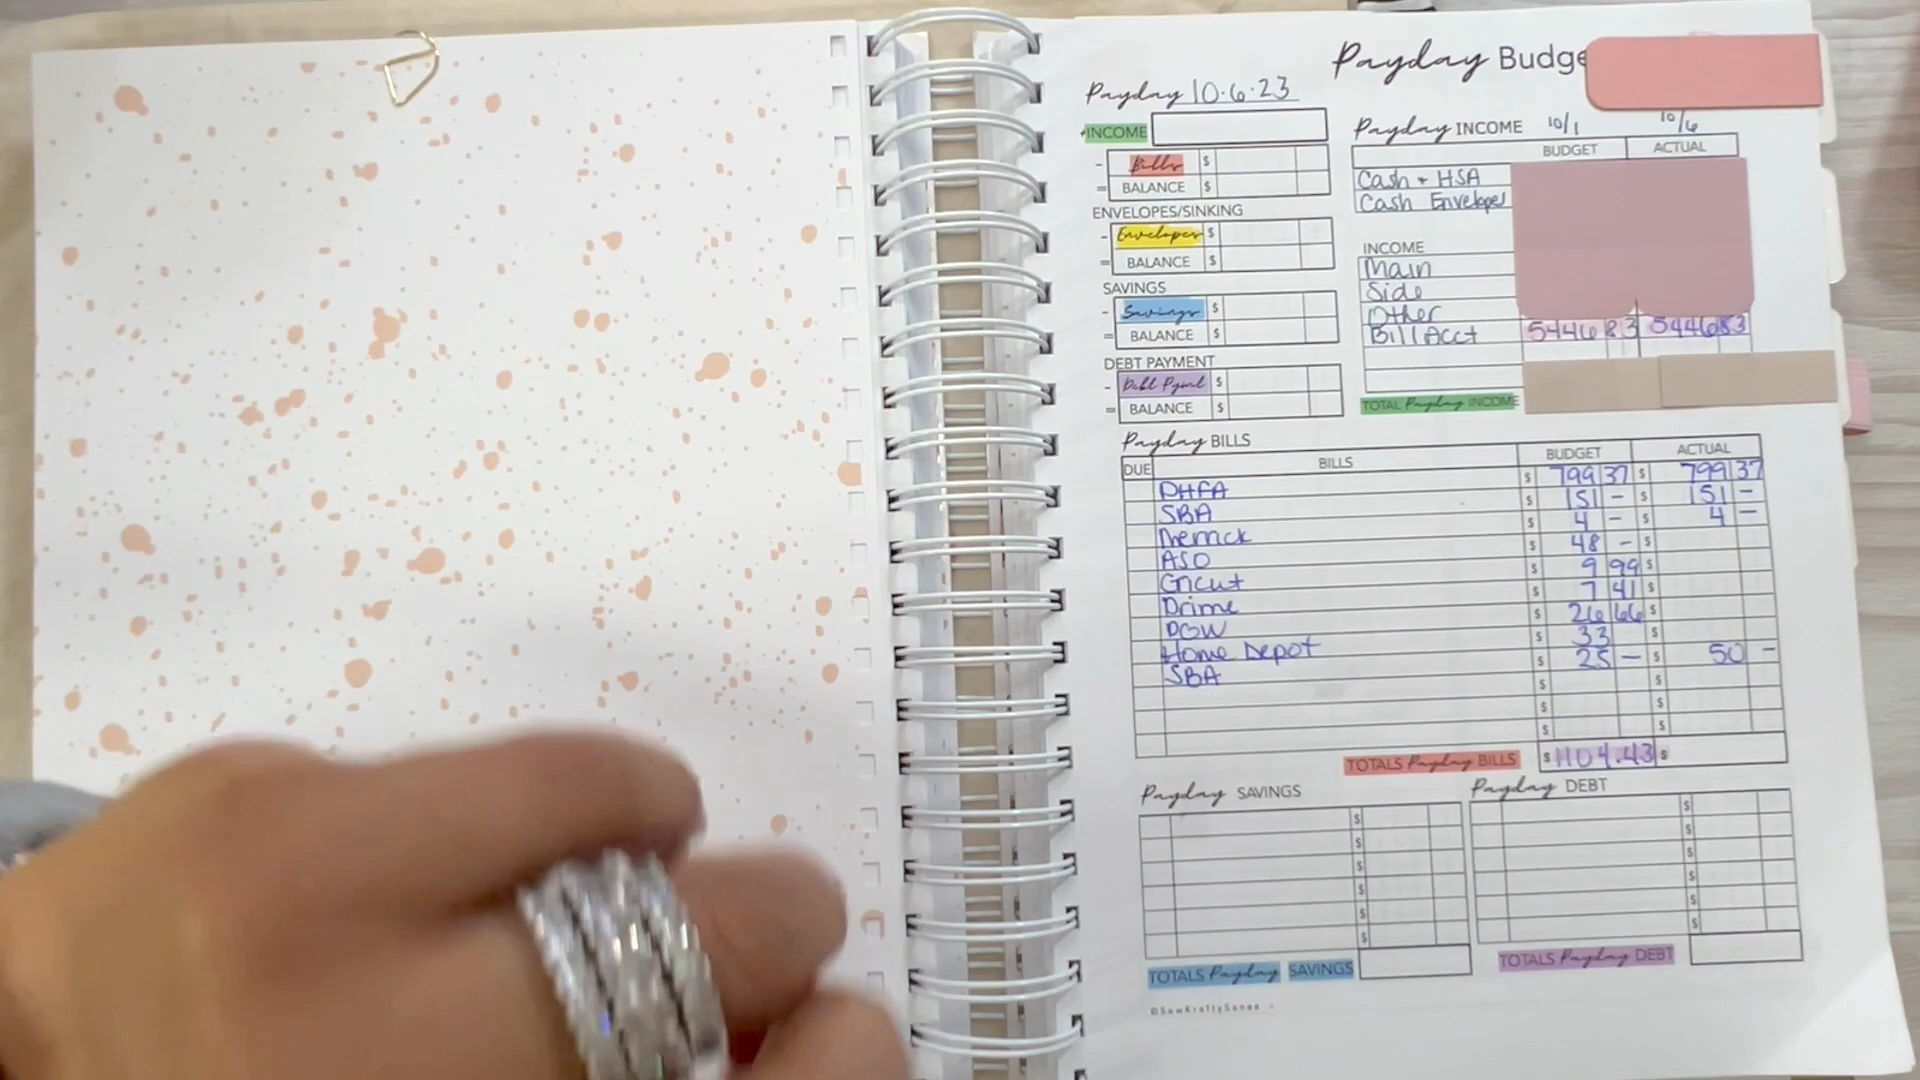 Payday Budge
Payday 10.6.23
INCOME
- Bills $
= BALANCE $
ENVELOPES/SINKING
- Envelopes $
= BALANCE $
SAVINGS
- Savings $
= BALANCE $
DEBT PAYMENT
- Debt Pymt $
= BALANCE $
Payday INCOME 10/1 10/6
BUDGET ACTUAL
Cash + HSA
Cash Envelopes
INCOME
Main
Side
Other
Bill Acct 5446 83 5446 83
TOTAL Payday INCOME
Payday BILLS
DUE BILLS BUDGET ACTUAL
PHFA $ 799 37 $ 799 37
SBA $ 151 - $ 151 -
Merrick $ 4 - $ 4 -
ASO $ 48 - $
Cricut $ 9 99 $
Prime $ 7 41 $
DGW $ 26 66 $
Home Depot $ 33 $
SBA $ 25 - $ 50 -
$ $
$ $
$ $
TOTALS Payday BILLS $ 1104.43 $
Payday SAVINGS
$
$
$
$
$
$
TOTALS Payday SAVINGS
Payday DEBT
$
$
$
$
$
$
TOTALS Payday DEBT